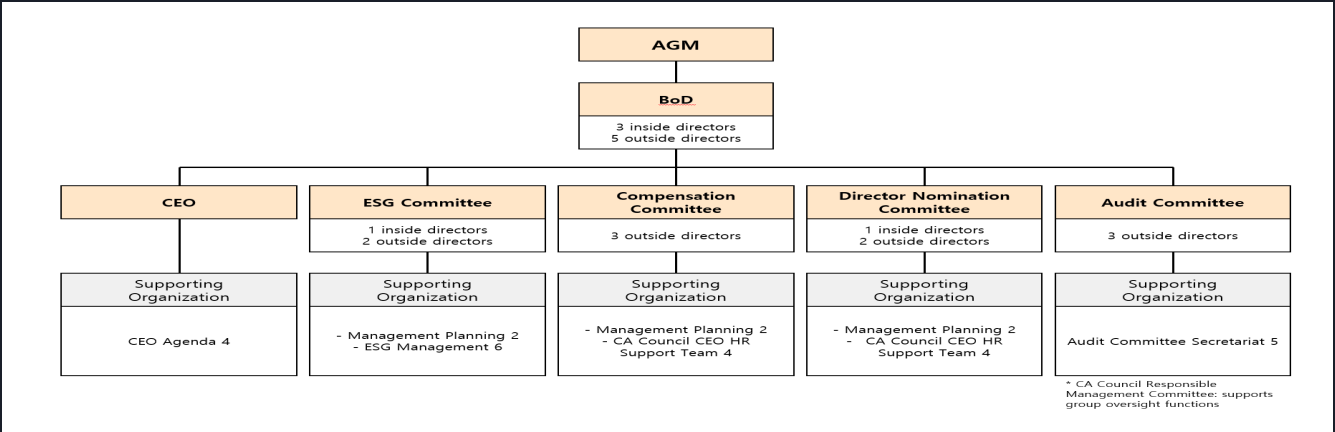 AGM
BoD
3 inside directors
5 outside directors
CEO
ESG Committee
1 inside directors
2 outside directors
Compensation
Committee
3 outside directors
Director Nomination
Committee
1 inside directors
2 outside directors
Audit Committee
3 outside directors
Supporting
Organization
CEO Agenda 4
Supporting
Organization
- Management Planning 2
- ESG Management 6
Supporting
Organization
- Management Planning 2
- CA Council CEO HR
Support Team 4
Supporting
Organization
- Management Planning 2
- CA Council CEO HR
Support Team 4
Supporting
Organization
Audit Committee Secretariat 5
* CA Council Responsible
Management Committee: supports
group oversight functions